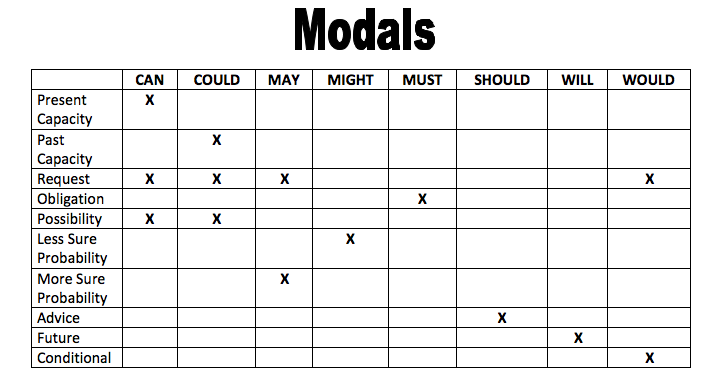 Modals
CAN COULD MAY MIGHT MUST SHOULD WILL WOULD
Present X
Capacity
Past X
Capacity
Request X X X X
Obligation X
Possibility X X
Less Sure X
Probability
More Sure X
Probability
Advice X
Future X
Conditional X